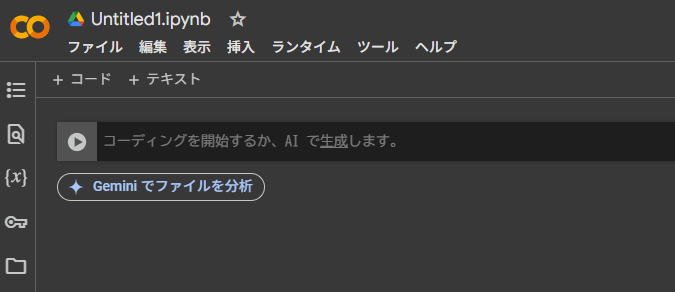 Untitled1.ipynb
ファイル 編集 表示 挿入 ランタイム ツール ヘルプ
+ コード + テキスト
コーディングを開始するか、AI で生成します。
{x}
Gemini でファイルを分析